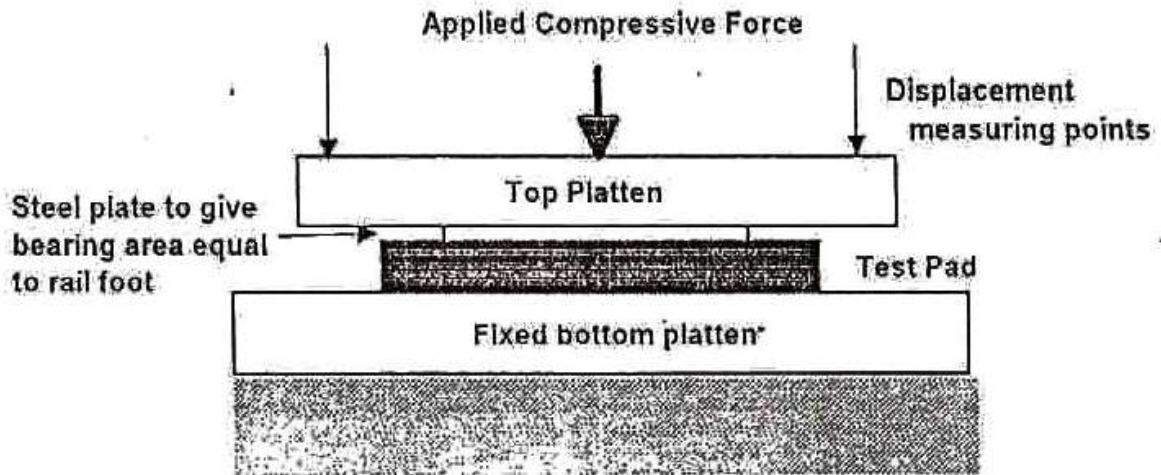 Applied Compressive Force
Displacement
measuring points
Top Platten
Steel plate to give
bearing area equal
to rail foot
Test Pad
Fixed bottom platten